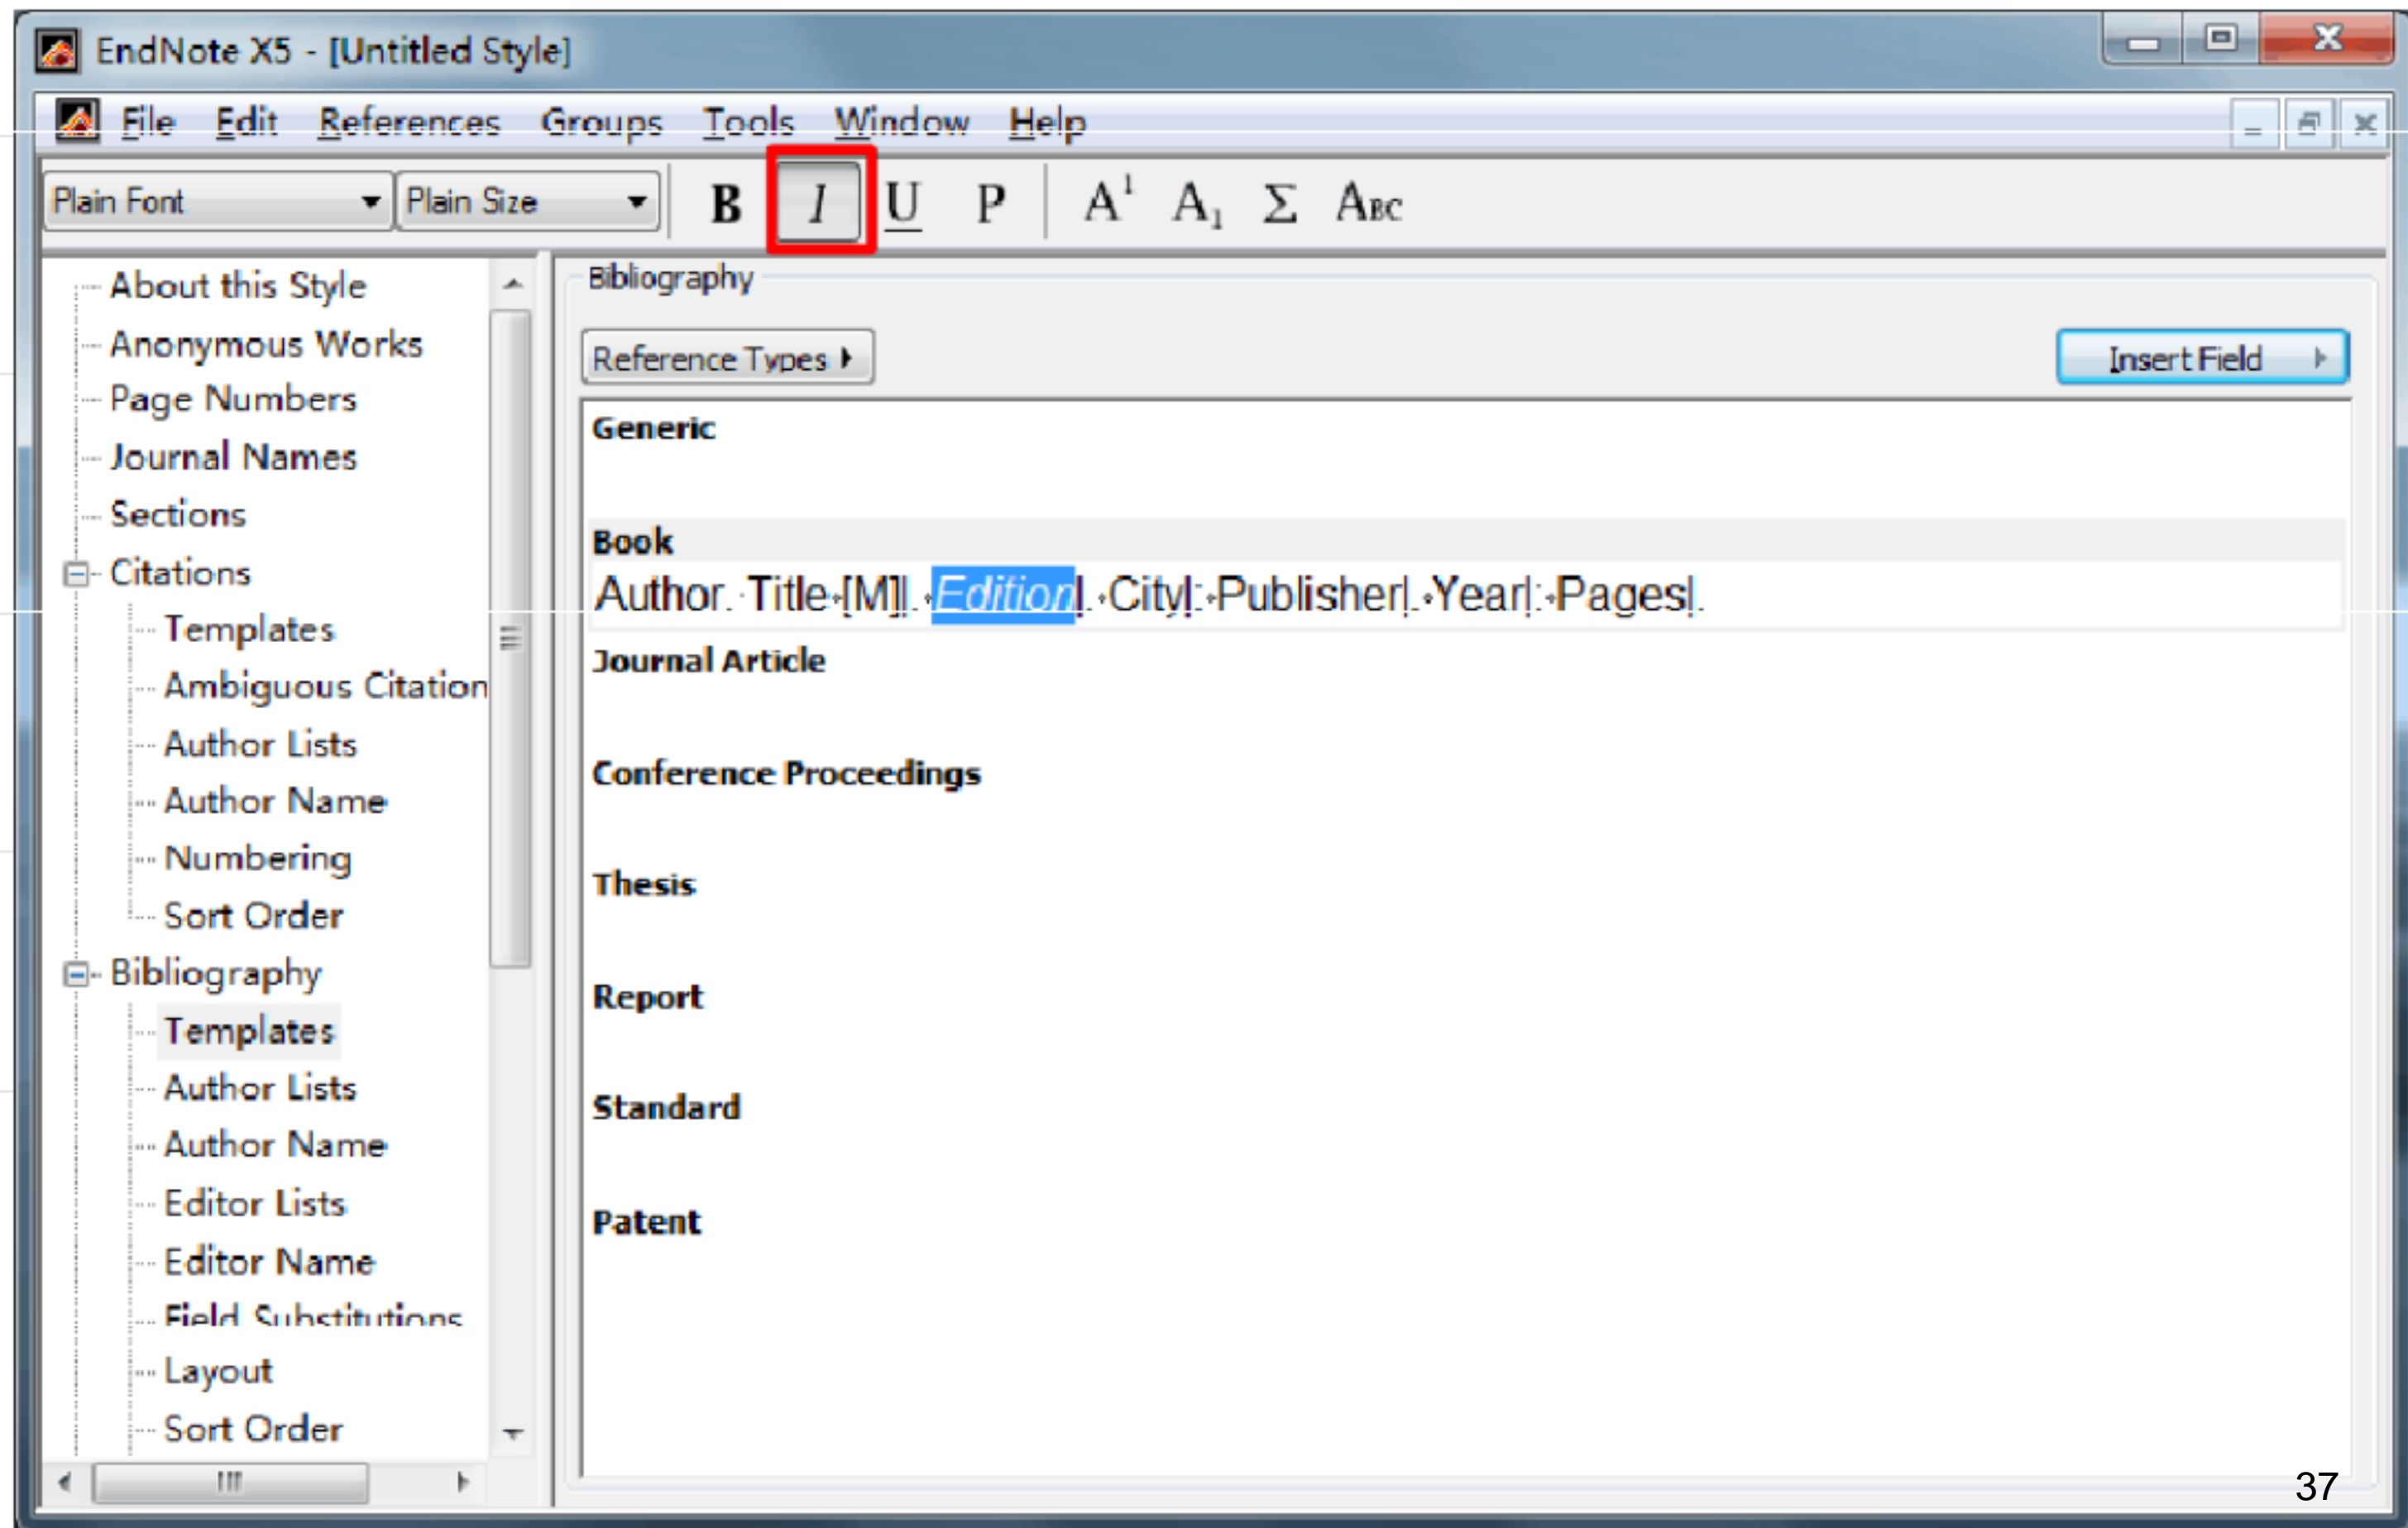 EndNote X5 - [Untitled Style]
File Edit References Groups Tools Window Help
Plain Font Plain Size B I U P A¹ A₁ Σ ABC
About this Style
Anonymous Works
Page Numbers
Journal Names
Sections
Citations
Templates
Ambiguous Citation
Author Lists
Author Name
Numbering
Sort Order
Bibliography
Templates
Author Lists
Author Name
Editor Lists
Editor Name
Field Substitutions
Layout
Sort Order
Bibliography
Reference Types
Insert Field
Generic
Book
Author.·Title·[M]|.·Edition|.·City|:·Publisher|.·Year|:·Pages|.
Journal Article
Conference Proceedings
Thesis
Report
Standard
Patent
37